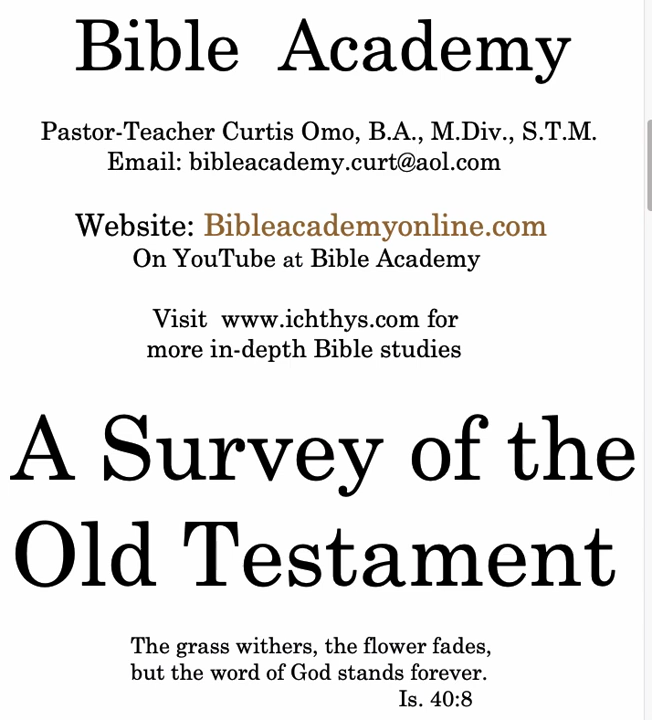 Bible Academy
Pastor-Teacher Curtis Omo, B.A., M.Div., S.T.M.
Email: bibleacademy.curt@aol.com
Website: Bibleacademyonline.com
On YouTube at Bible Academy
Visit www.ichthys.com for
more in-depth Bible studies
A Survey of the
Old Testament
The grass withers, the flower fades,
but the word of God stands forever.
Is. 40:8